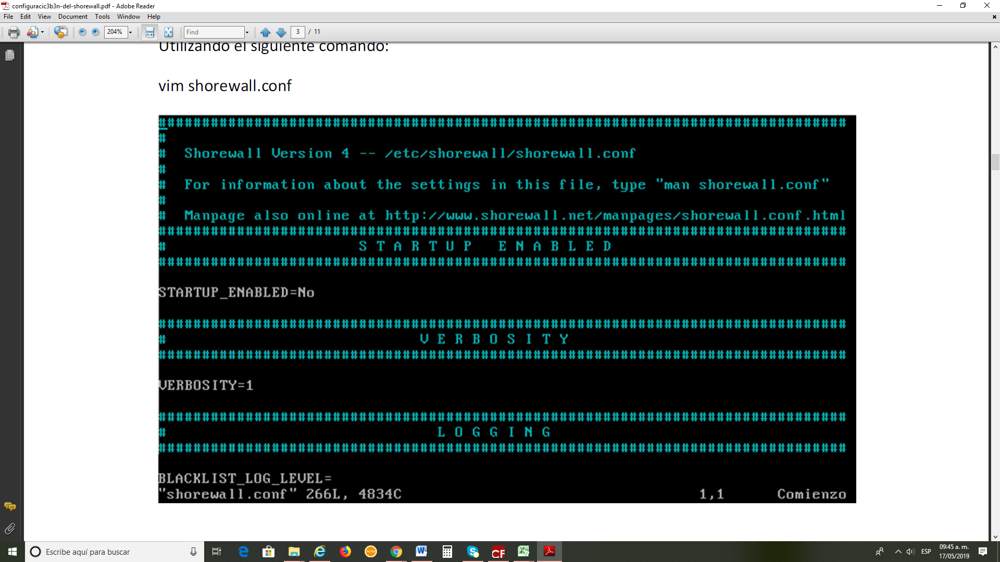 configuracic3b3n-del-shorewall.pdf - Adobe Reader
File Edit View Document Tools Window Help
204% Find 3 / 11
Utilizando el siguiente comando:
vim shorewall.conf
###############################################################################
#
# Shorewall Version 4 -- /etc/shorewall/shorewall.conf
#
# For information about the settings in this file, type "man shorewall.conf"
#
# Manpage also online at http://www.shorewall.net/manpages/shorewall.conf.html
###############################################################################
# S T A R T U P E N A B L E D
###############################################################################
STARTUP_ENABLED=No
###############################################################################
# V E R B O S I T Y
###############################################################################
VERBOSITY=1
###############################################################################
# L O G G I N G
###############################################################################
BLACKLIST_LOG_LEVEL=
"shorewall.conf" 266L, 4834C 1,1 Comienzo
Escribe aquí para buscar
ESP
09:45 a. m.
17/05/2019